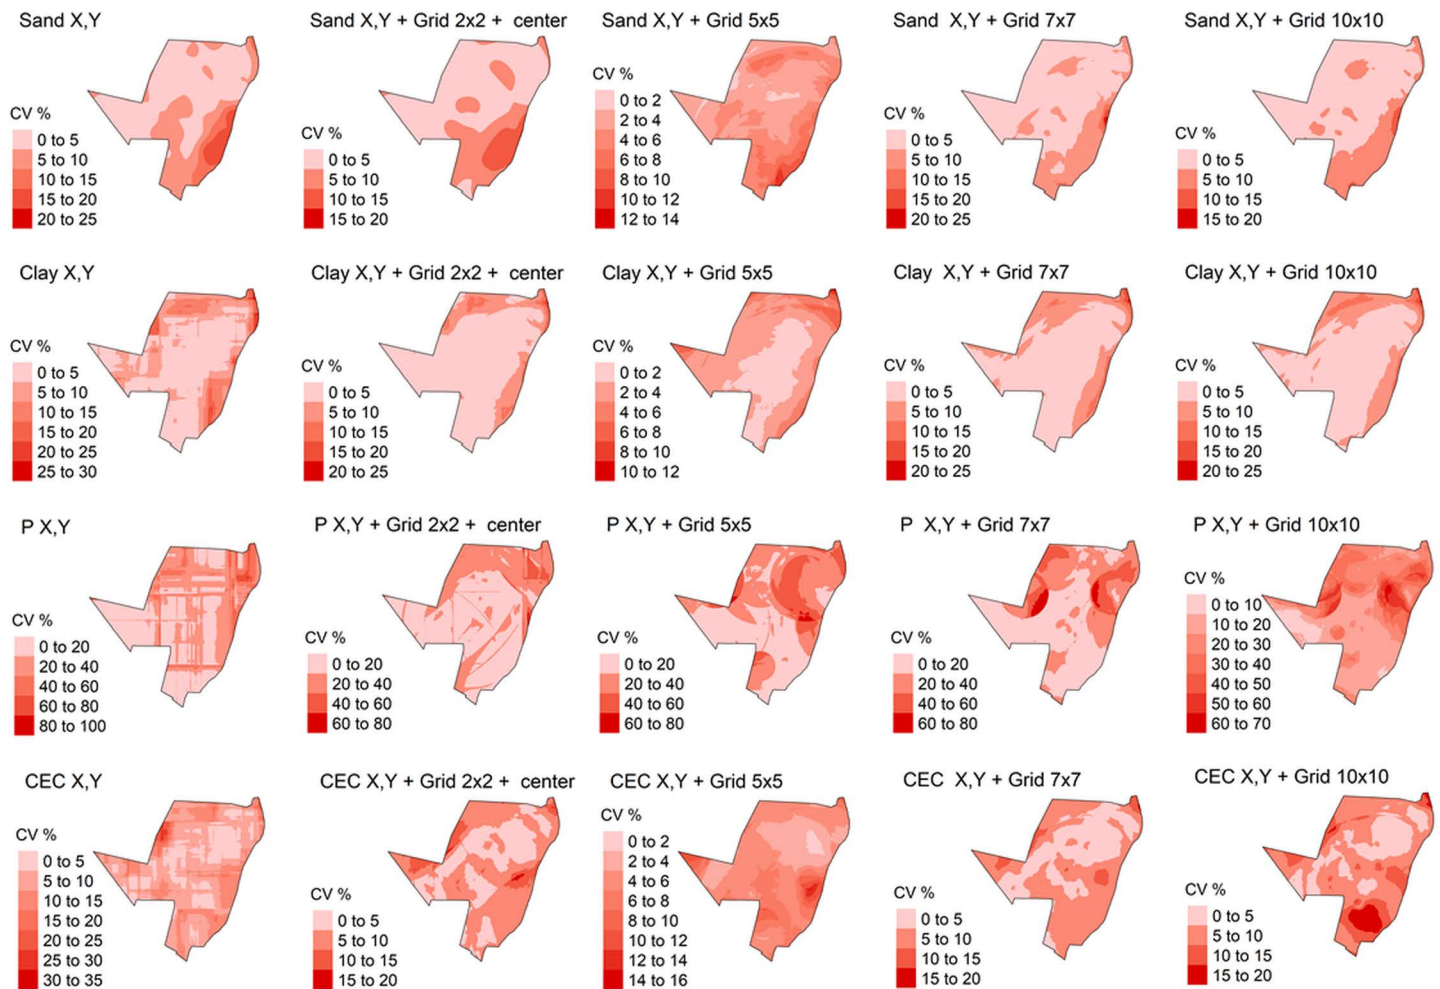 Sand X,Y
CV %
0 to 5
5 to 10
10 to 15
15 to 20
20 to 25
Sand X,Y + Grid 2x2 + center
CV %
0 to 5
5 to 10
10 to 15
15 to 20
Sand X,Y + Grid 5x5
CV %
0 to 2
2 to 4
4 to 6
6 to 8
8 to 10
10 to 12
12 to 14
Sand X,Y + Grid 7x7
CV %
0 to 5
5 to 10
10 to 15
15 to 20
20 to 25
Sand X,Y + Grid 10x10
CV %
0 to 5
5 to 10
10 to 15
15 to 20
Clay X,Y
CV %
0 to 5
5 to 10
10 to 15
15 to 20
20 to 25
25 to 30
Clay X,Y + Grid 2x2 + center
CV %
0 to 5
5 to 10
10 to 15
15 to 20
20 to 25
Clay X,Y + Grid 5x5
CV %
0 to 2
2 to 4
4 to 6
6 to 8
8 to 10
10 to 12
Clay X,Y + Grid 7x7
CV %
0 to 5
5 to 10
10 to 15
15 to 20
20 to 25
Clay X,Y + Grid 10x10
CV %
0 to 5
5 to 10
10 to 15
15 to 20
20 to 25
P X,Y
CV %
0 to 20
20 to 40
40 to 60
60 to 80
80 to 100
P X,Y + Grid 2x2 + center
CV %
0 to 20
20 to 40
40 to 60
60 to 80
P X,Y + Grid 5x5
CV %
0 to 20
20 to 40
40 to 60
60 to 80
P X,Y + Grid 7x7
CV %
0 to 20
20 to 40
40 to 60
60 to 80
P X,Y + Grid 10x10
CV %
0 to 10
10 to 20
20 to 30
30 to 40
40 to 50
50 to 60
60 to 70
CEC X,Y
CV %
0 to 5
5 to 10
10 to 15
15 to 20
20 to 25
25 to 30
30 to 35
CEC X,Y + Grid 2x2 + center
CV %
0 to 5
5 to 10
10 to 15
15 to 20
CEC X,Y + Grid 5x5
CV %
0 to 2
2 to 4
4 to 6
6 to 8
8 to 10
10 to 12
12 to 14
14 to 16
CEC X,Y + Grid 7x7
CV %
0 to 5
5 to 10
10 to 15
15 to 20
CEC X,Y + Grid 10x10
CV %
0 to 5
5 to 10
10 to 15
15 to 20